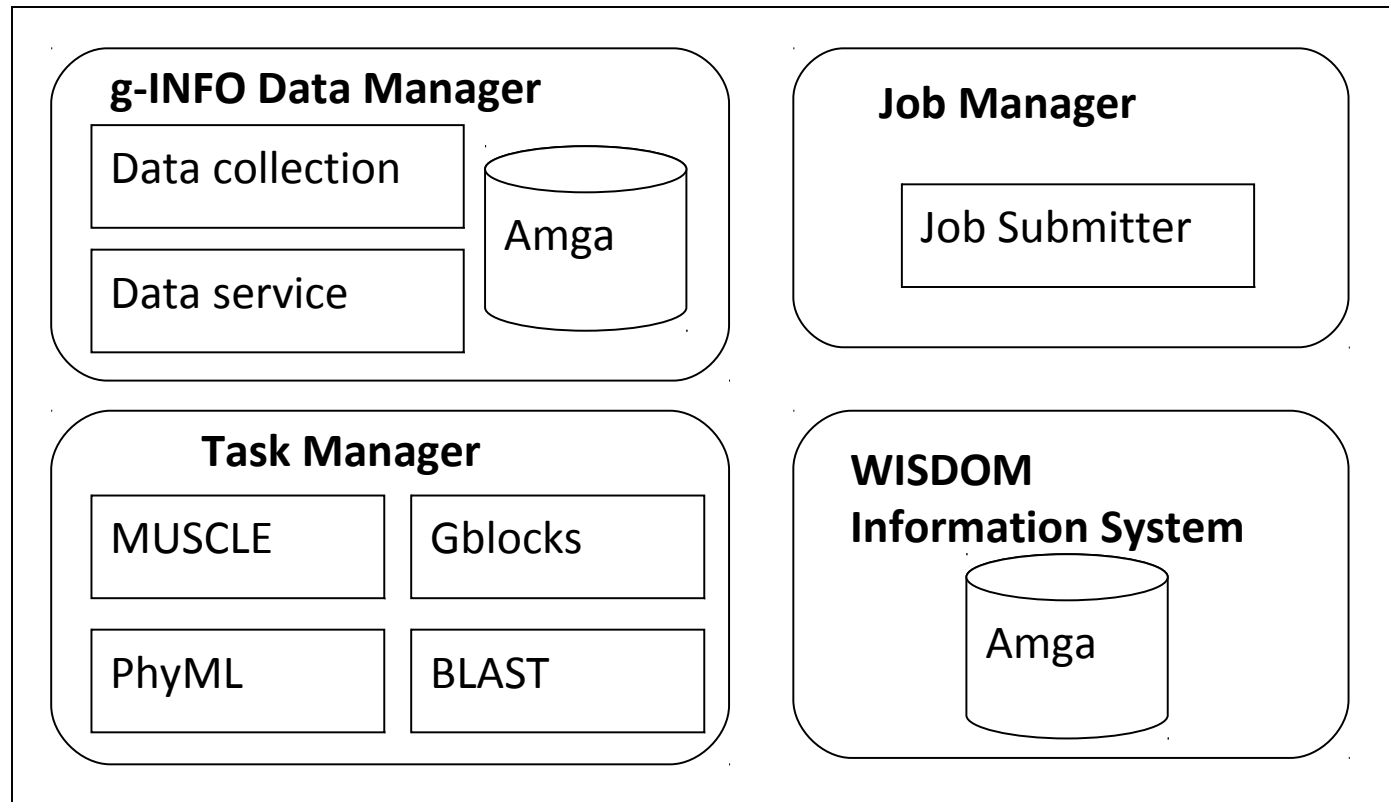 g-INFO Data Manager
Data collection
Data service
Amga
Job Manager
Job Submitter
Task Manager
MUSCLE
Gblocks
PhyML
BLAST
WISDOM
Information System
Amga